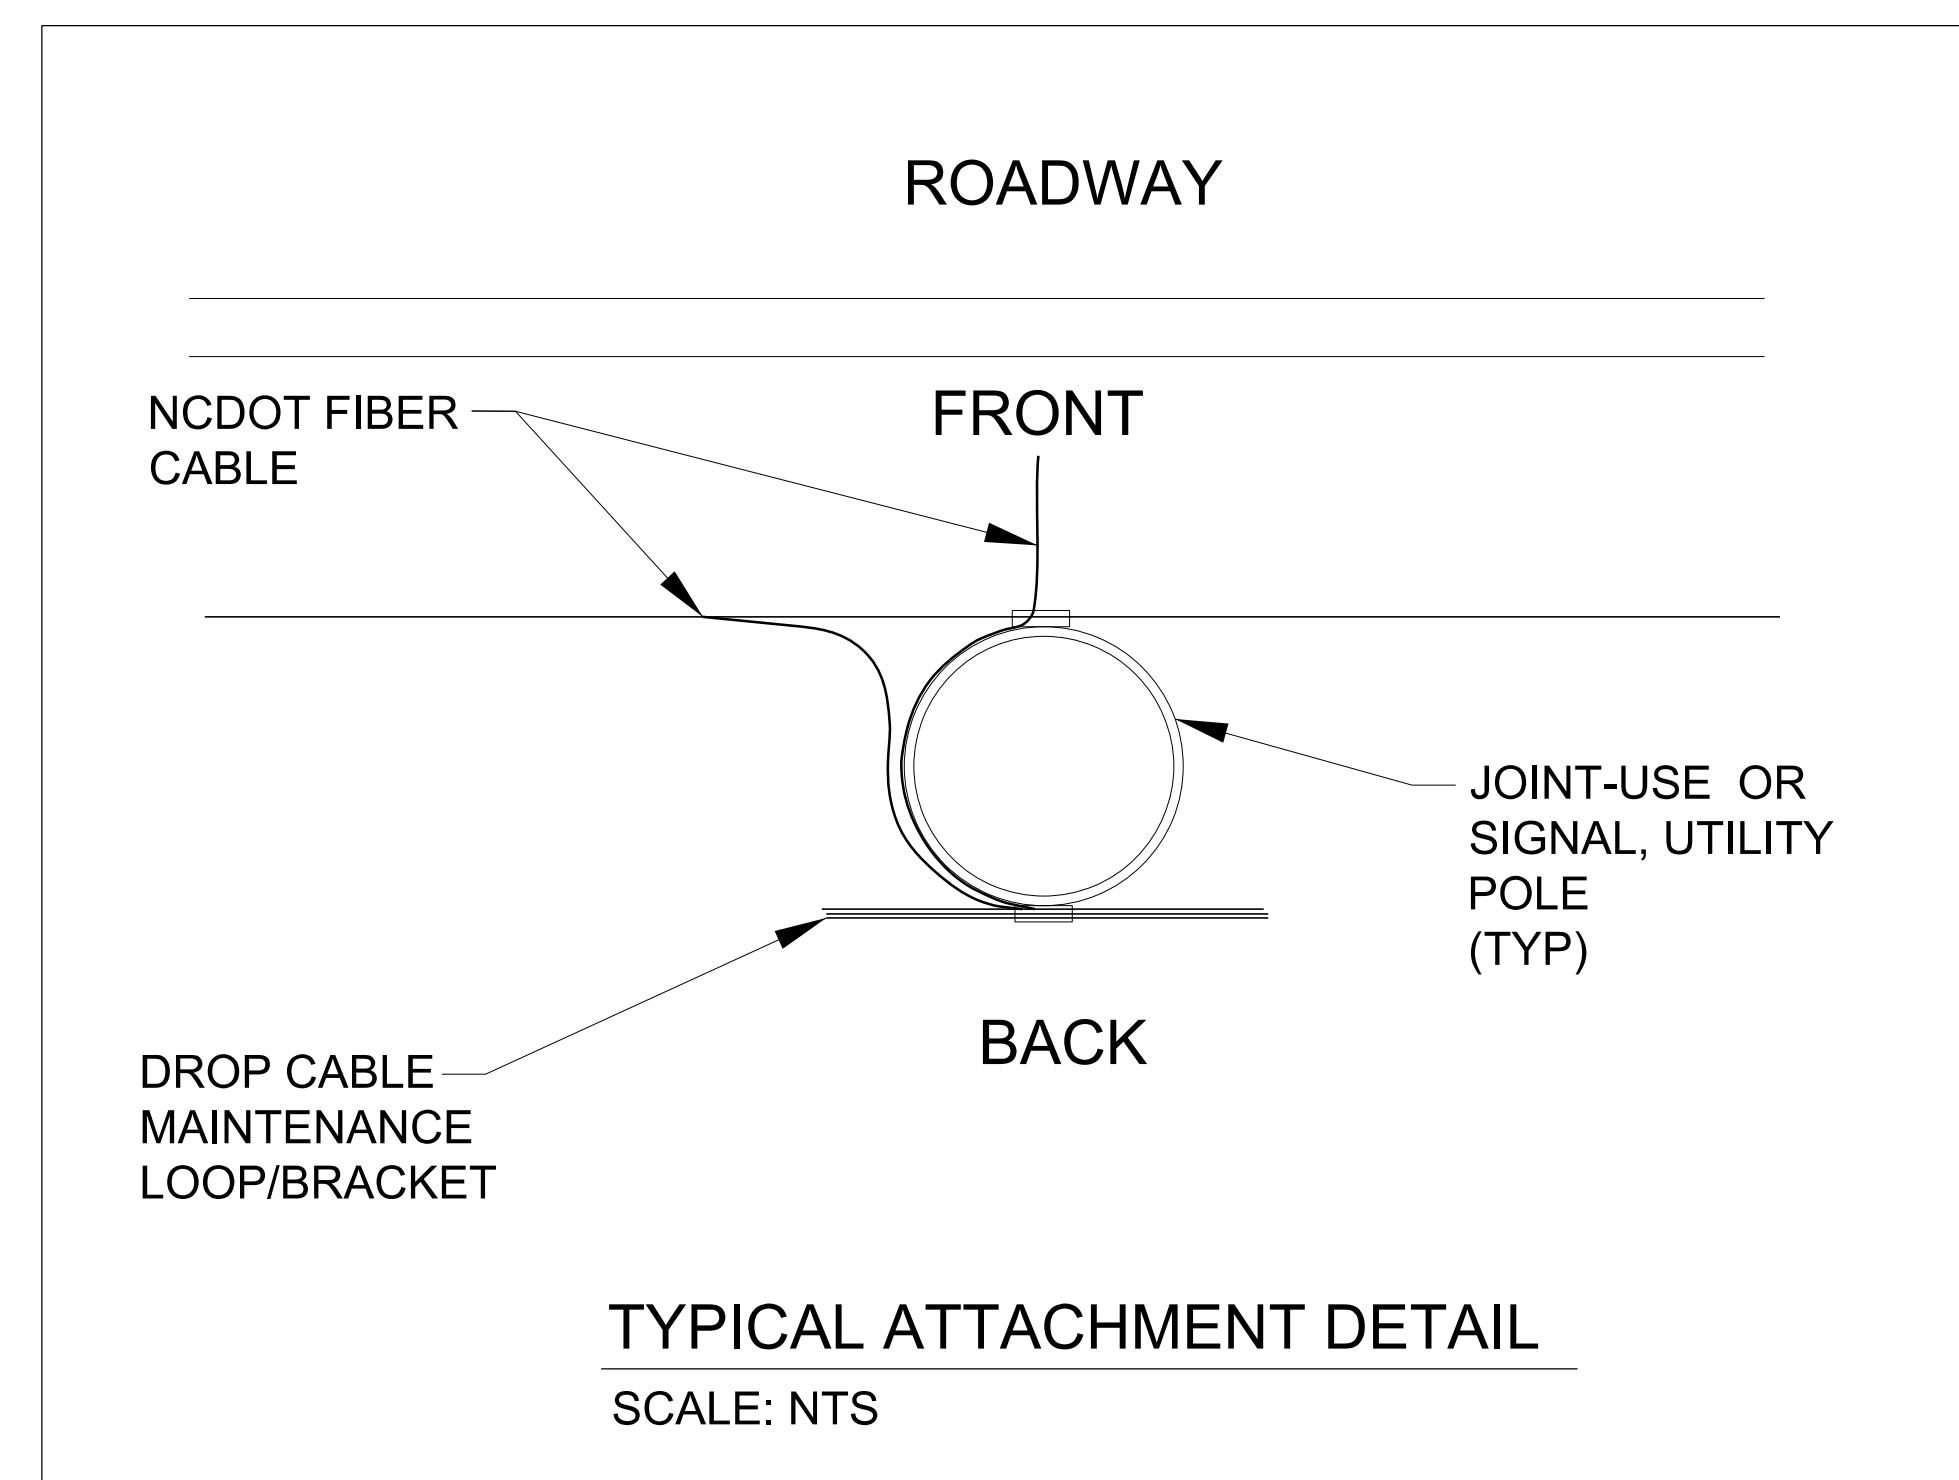 ROADWAY
NCDOT FIBER
CABLE
FRONT
JOINT-USE OR
SIGNAL, UTILITY
POLE
(TYP)
BACK
DROP CABLE
MAINTENANCE
LOOP/BRACKET
TYPICAL ATTACHMENT DETAIL
SCALE: NTS